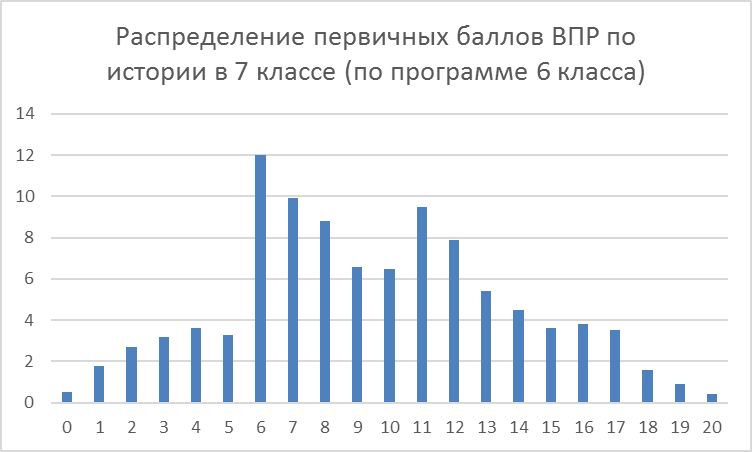 Распределение первичных баллов ВПР по
истории в 7 классе (по программе 6 класса)
14
12
10
8
6
4
2
0
0 1 2 3 4 5 6 7 8 9 10 11 12 13 14 15 16 17 18 19 20